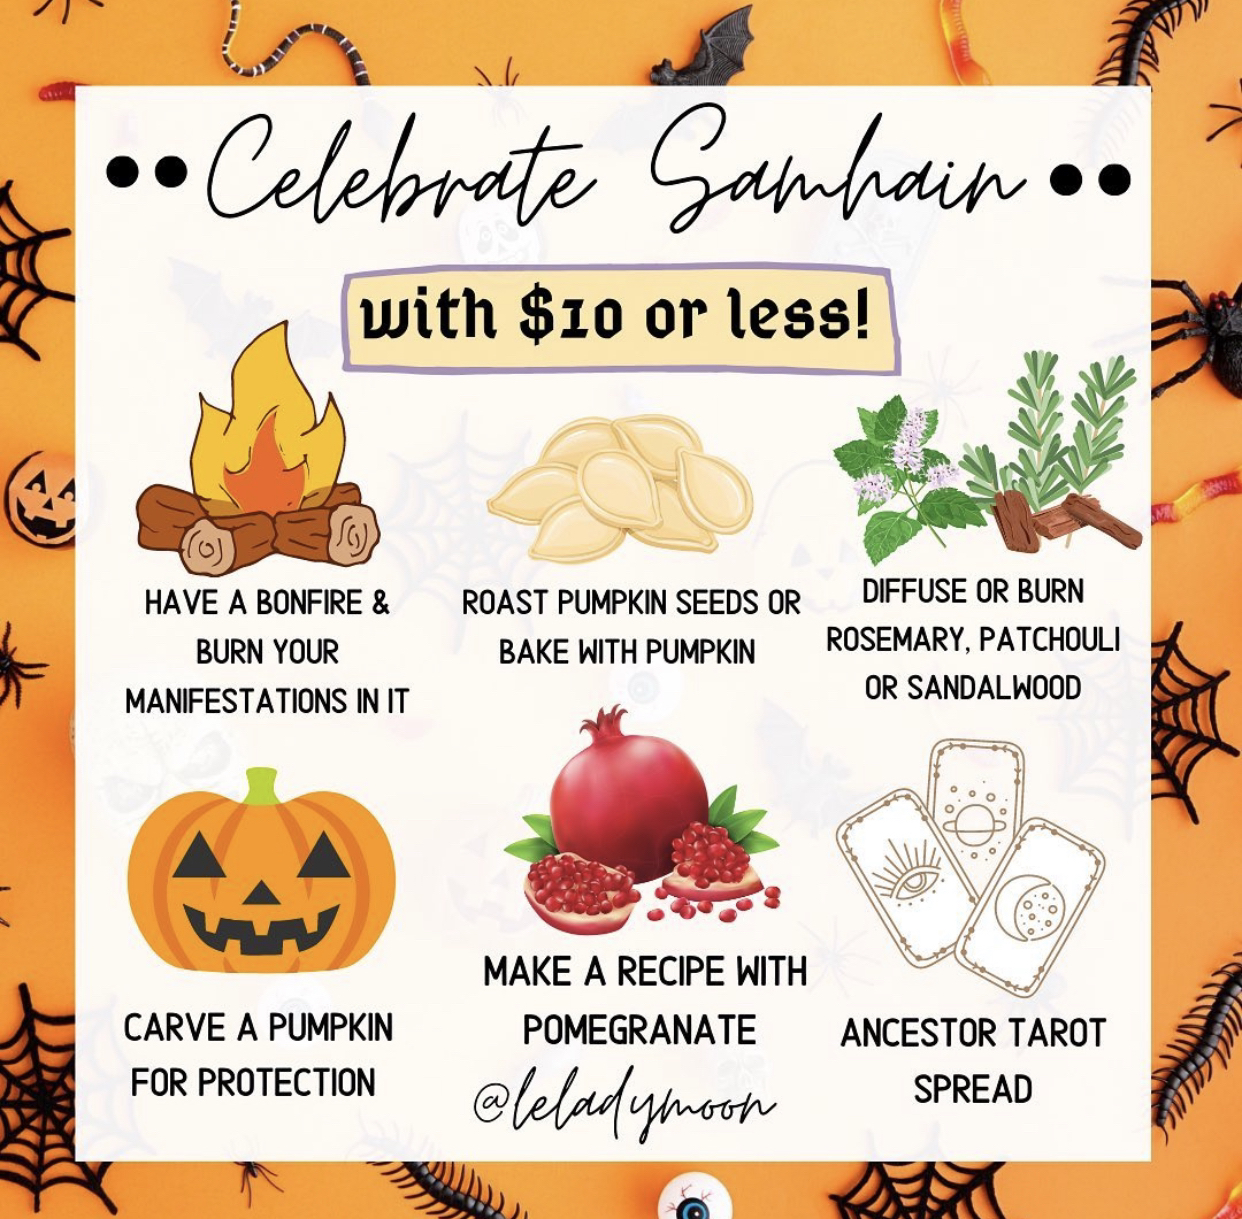 Celebrate Samhain
with $10 or less!
HAVE A BONFIRE &
BURN YOUR
MANIFESTATIONS IN IT
ROAST PUMPKIN SEEDS OR
BAKE WITH PUMPKIN
DIFFUSE OR BURN
ROSEMARY, PATCHOULI
OR SANDALWOOD
CARVE A PUMPKIN
FOR PROTECTION
MAKE A RECIPE WITH
POMEGRANATE
ANCESTOR TAROT
SPREAD
@leladymoon